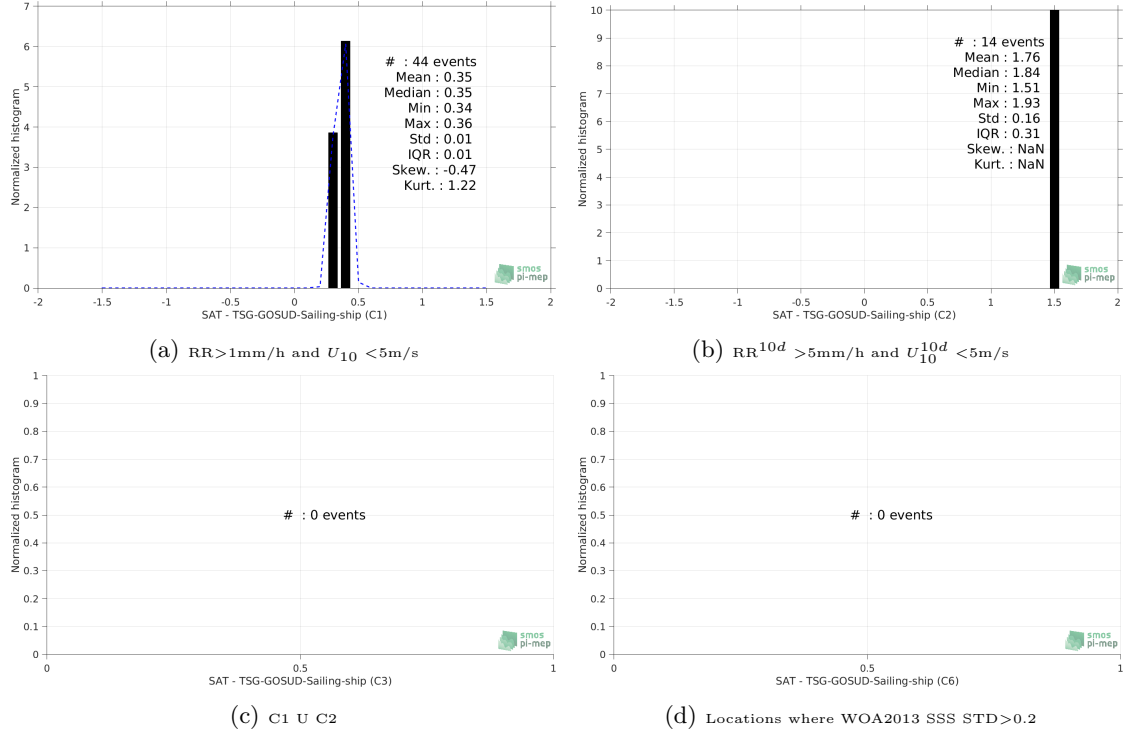 7
6
5
4
3
2
1
0
Normalized histogram
# : 44 events
Mean : 0.35
Median : 0.35
Min : 0.34
Max : 0.36
Std : 0.01
IQR : 0.01
Skew. : -0.47
Kurt. : 1.22
smos
pi-mep
-2 -1.5 -1 -0.5 0 0.5 1 1.5 2
SAT - TSG-GOSUD-Sailing-ship (C1)
(a) RR>1mm/h and U10 <5m/s
10
9
8
7
6
5
4
3
2
1
0
Normalized histogram
# : 14 events
Mean : 1.76
Median : 1.84
Min : 1.51
Max : 1.93
Std : 0.16
IQR : 0.31
Skew. : NaN
Kurt. : NaN
smos
pi-mep
-2 -1.5 -1 -0.5 0 0.5 1 1.5 2
SAT - TSG-GOSUD-Sailing-ship (C2)
(b) RR10d >5mm/h and U10d10 <5m/s
1
0.9
0.8
0.7
0.6
0.5
0.4
0.3
0.2
0.1
0
Normalized histogram
# : 0 events
smos
pi-mep
0 0.5 1
SAT - TSG-GOSUD-Sailing-ship (C3)
(c) C1 U C2
1
0.9
0.8
0.7
0.6
0.5
0.4
0.3
0.2
0.1
0
Normalized histogram
# : 0 events
smos
pi-mep
0 0.5 1
SAT - TSG-GOSUD-Sailing-ship (C6)
(d) Locations where WOA2013 SSS STD>0.2